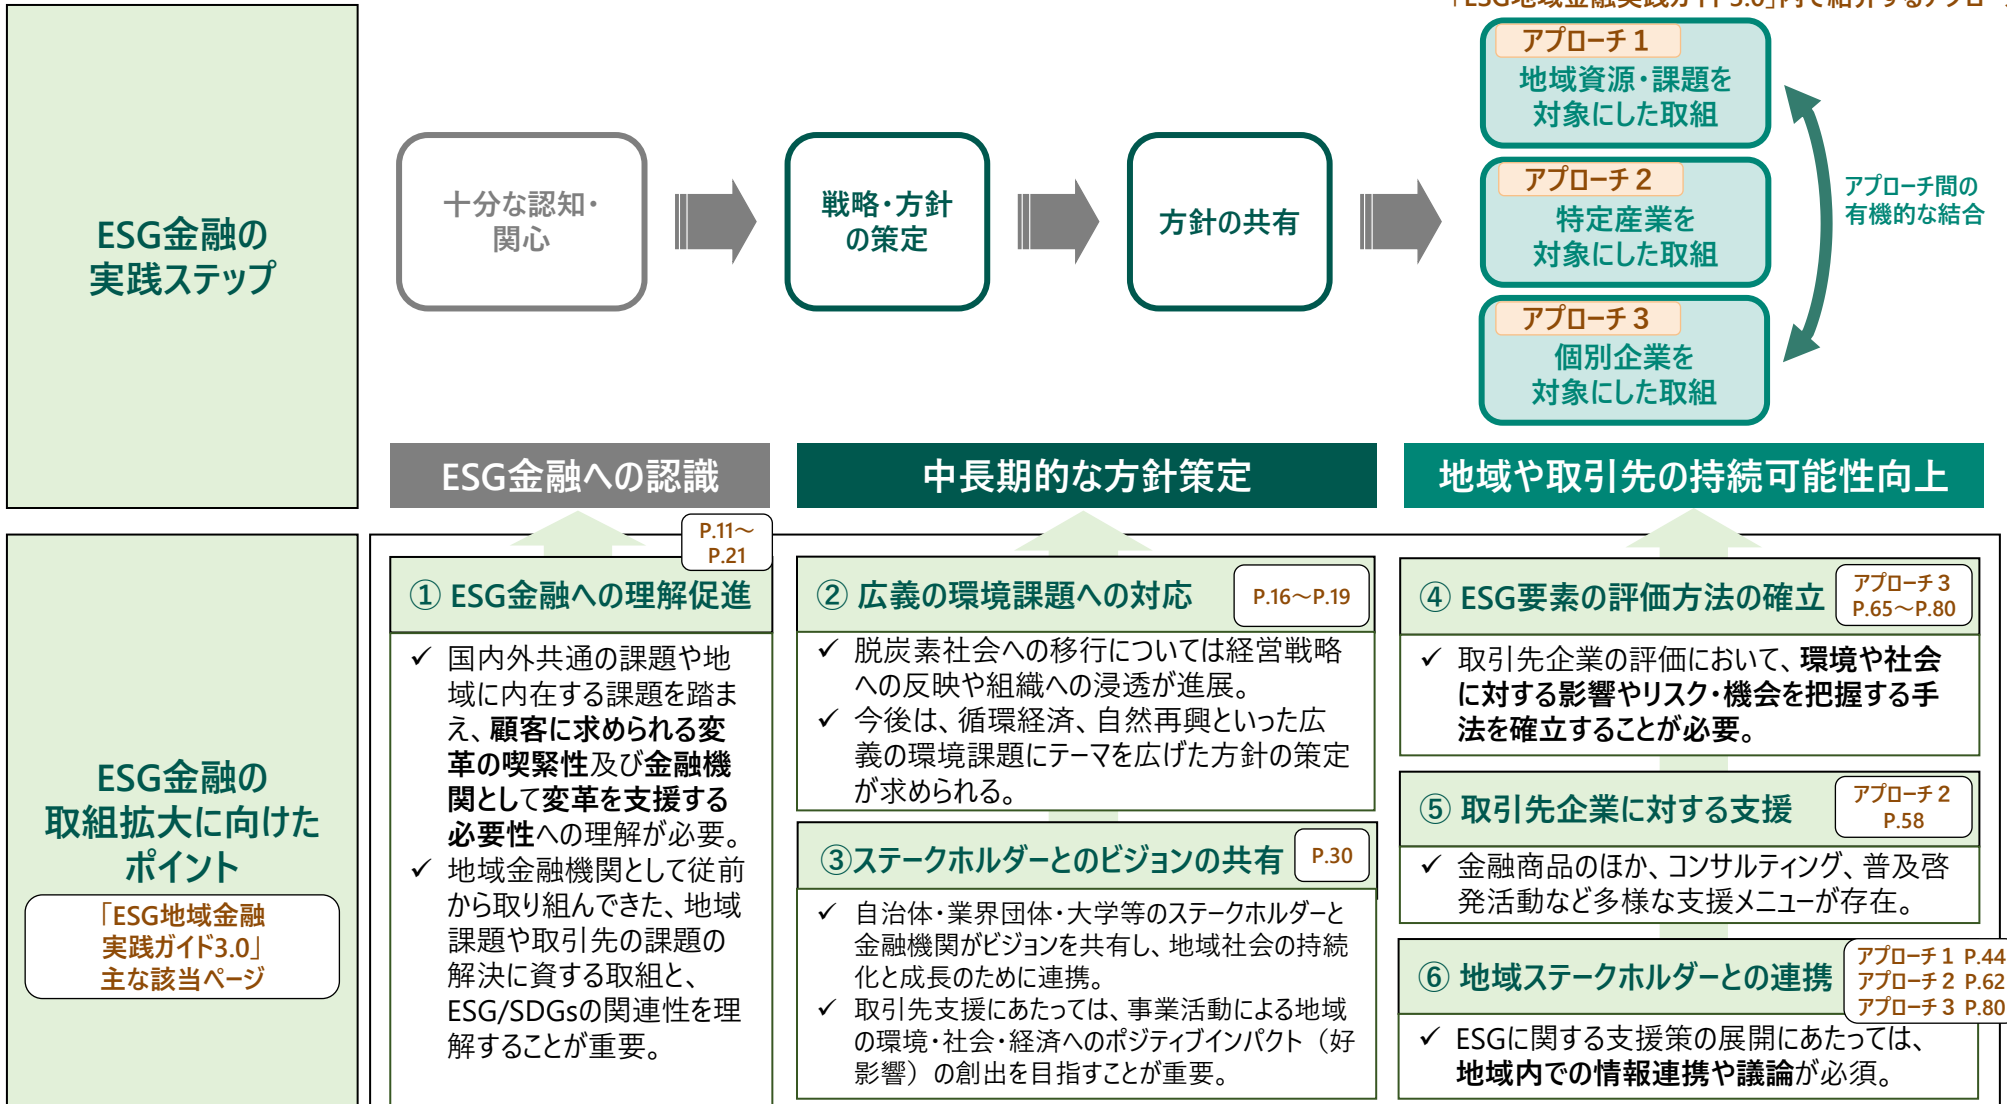 「ESG地域金融実践ガイド3.0」内で紹介するアプローチ
ESG金融の
実践ステップ
十分な認知・
関心
戦略・方針
の策定
方針の共有
アプローチ 1
地域資源・課題を
対象にした取組
アプローチ 2
特定産業を
対象にした取組
アプローチ 3
個別企業を
対象にした取組
アプローチ間の
有機的な結合
ESG金融への認識
中長期的な方針策定
地域や取引先の持続可能性向上
ESG金融の
取組拡大に向けた
ポイント
「ESG地域金融
実践ガイド3.0」
主な該当ページ
P.11～
P.21
① ESG金融への理解促進
✓ 国内外共通の課題や地
域に内在する課題を踏ま
え、顧客に求められる変
革の喫緊性及び金融機
関として変革を支援する
必要性への理解が必要。
✓ 地域金融機関として従前
から取り組んできた、地域
課題や取引先の課題の
解決に資する取組と、
ESG/SDGsの関連性を理
解することが重要。
② 広義の環境課題への対応
P.16～P.19
✓ 脱炭素社会への移行については経営戦略
への反映や組織への浸透が進展。
✓ 今後は、循環経済、自然再興といった広
義の環境課題にテーマを広げた方針の策定
が求められる。
③ステークホルダーとのビジョンの共有
P.30
✓ 自治体・業界団体・大学等のステークホルダーと
金融機関がビジョンを共有し、地域社会の持続
化と成長のために連携。
✓ 取引先支援にあたっては、事業活動による地域
の環境・社会・経済へのポジティブインパクト（好
影響）の創出を目指すことが重要。
④ ESG要素の評価方法の確立
アプローチ 3
P.65～P.80
✓ 取引先企業の評価において、環境や社会
に対する影響やリスク・機会を把握する手
法を確立することが必要。
⑤ 取引先企業に対する支援
アプローチ 2
P.58
✓ 金融商品のほか、コンサルティング、普及啓
発活動など多様な支援メニューが存在。
⑥ 地域ステークホルダーとの連携
アプローチ 1 P.44
アプローチ 2 P.62
アプローチ 3 P.80
✓ ESGに関する支援策の展開にあたっては、
地域内での情報連携や議論が必須。